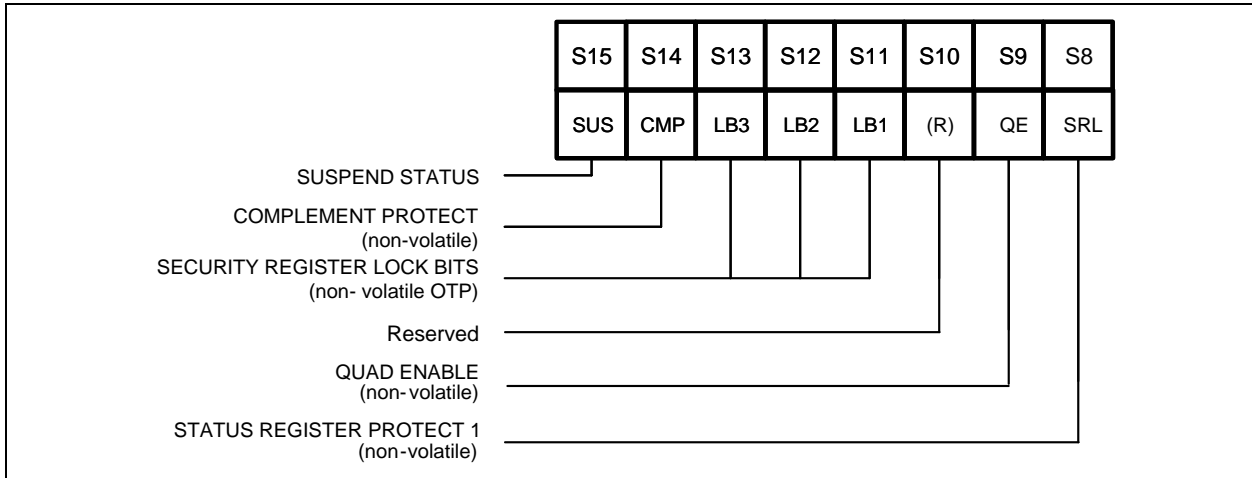 S15 S14 S13 S12 S11 S10 S9 S8
SUS CMP LB3 LB2 LB1 (R) QE SRL
SUSPEND STATUS
COMPLEMENT PROTECT
(non-volatile)
SECURITY REGISTER LOCK BITS
(non- volatile OTP)
Reserved
QUAD ENABLE
(non-volatile)
STATUS REGISTER PROTECT 1
(non-volatile)